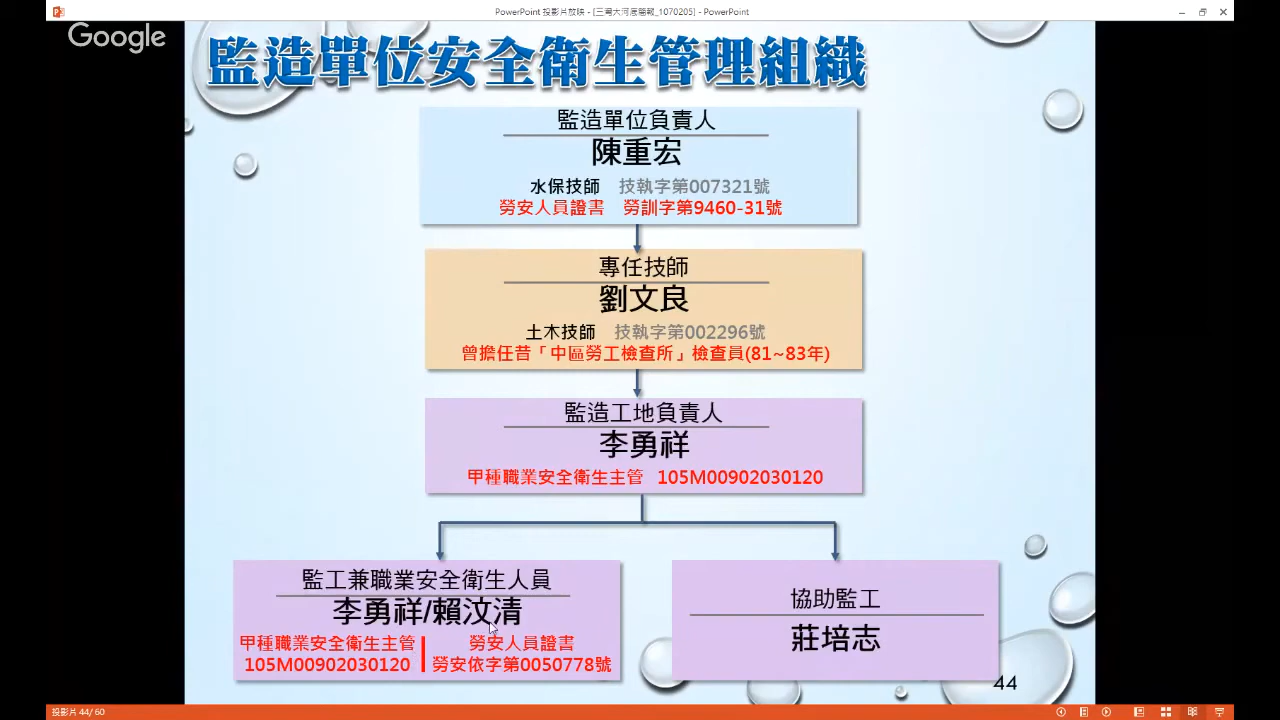 PowerPoint 投影片放映 - [三灣大河底簡報_1070205] - PowerPoint
Google
監造單位安全衛生管理組織
監造單位負責人
陳重宏
水保技師 技執字第007321號
勞安人員證書 勞訓字第9460-31號
專任技師
劉文良
土木技師 技執字第002296號
曾擔任昔「中區勞工檢查所」檢查員(81~83年)
監造工地負責人
李勇祥
甲種職業安全衛生主管 105M00902030120
監工兼職業安全衛生人員
李勇祥/賴汶清
甲種職業安全衛生主管
105M00902030120
勞安人員證書
勞安依字第0050778號
協助監工
莊培志
44
投影片 44/ 60